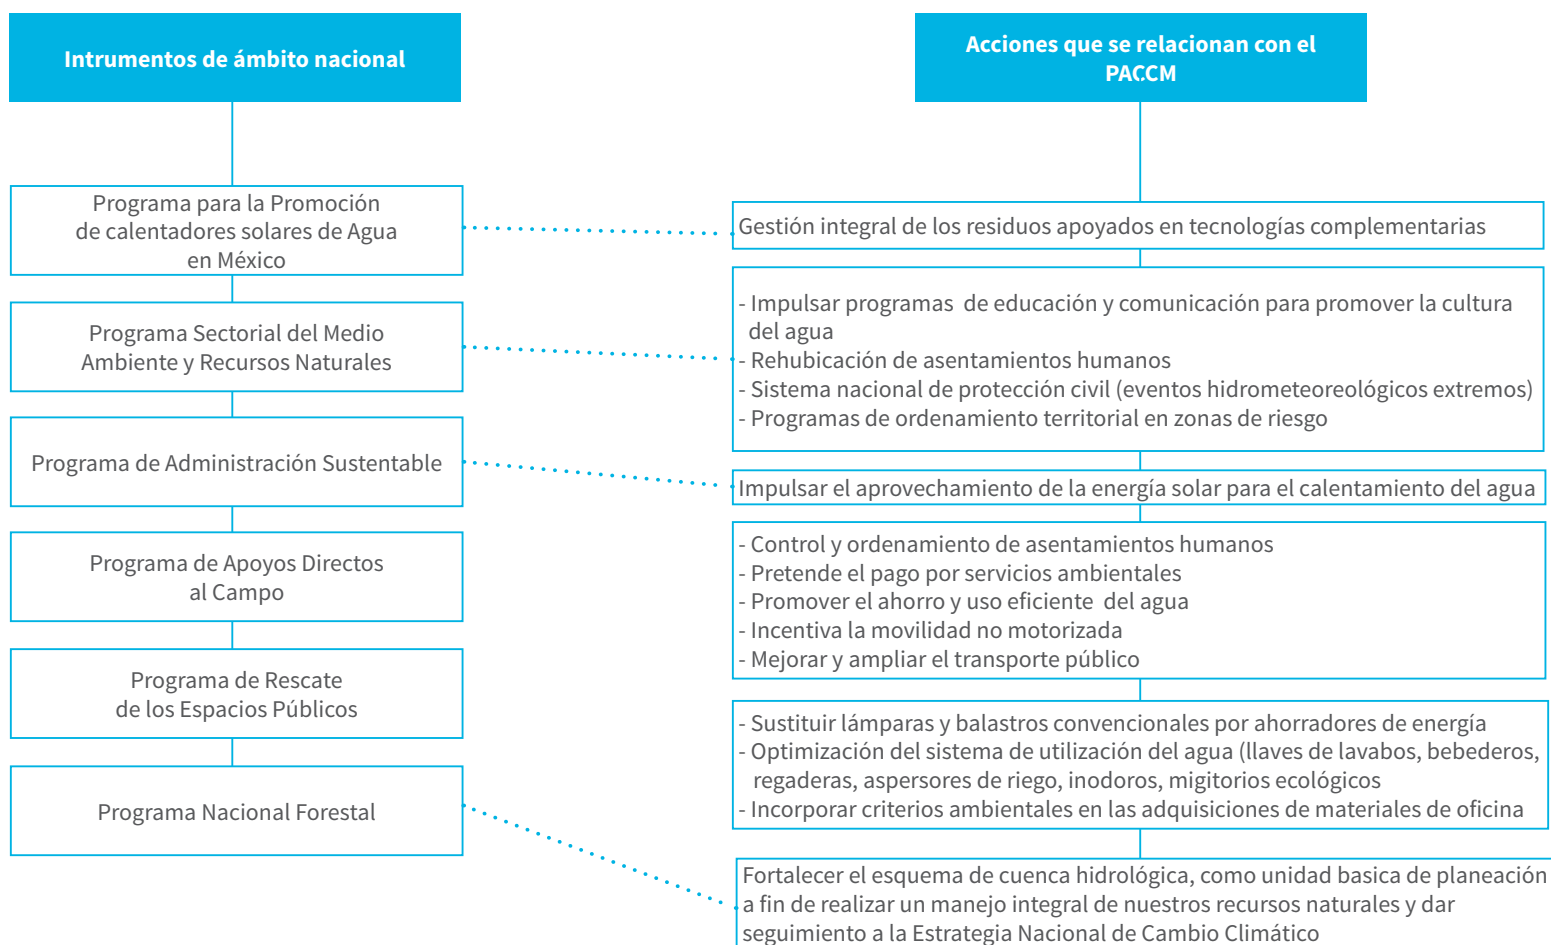 Intrumentos de ámbito nacional
Programa para la Promoción
de calentadores solares de Agua
en México
Programa Sectorial del Medio
Ambiente y Recursos Naturales
Programa de Administración Sustentable
Programa de Apoyos Directos
al Campo
Programa de Rescate
de los Espacios Públicos
Programa Nacional Forestal
Acciones que se relacionan con el
PACCM
Gestión integral de los residuos apoyados en tecnologías complementarias
- Impulsar programas de educación y comunicación para promover la cultura
del agua
- Rehubicación de asentamientos humanos
- Sistema nacional de protección civil (eventos hidrometeoreológicos extremos)
- Programas de ordenamiento territorial en zonas de riesgo
Impulsar el aprovechamiento de la energía solar para el calentamiento del agua
- Control y ordenamiento de asentamientos humanos
- Pretende el pago por servicios ambientales
- Promover el ahorro y uso eficiente del agua
- Incentiva la movilidad no motorizada
- Mejorar y ampliar el transporte público
- Sustituir lámparas y balastros convencionales por ahorradores de energía
- Optimización del sistema de utilización del agua (llaves de lavabos, bebederos,
regaderas, aspersores de riego, inodoros, migitorios ecológicos
- Incorporar criterios ambientales en las adquisiciones de materiales de oficina
Fortalecer el esquema de cuenca hidrológica, como unidad basica de planeación
a fin de realizar un manejo integral de nuestros recursos naturales y dar
seguimiento a la Estrategia Nacional de Cambio Climático